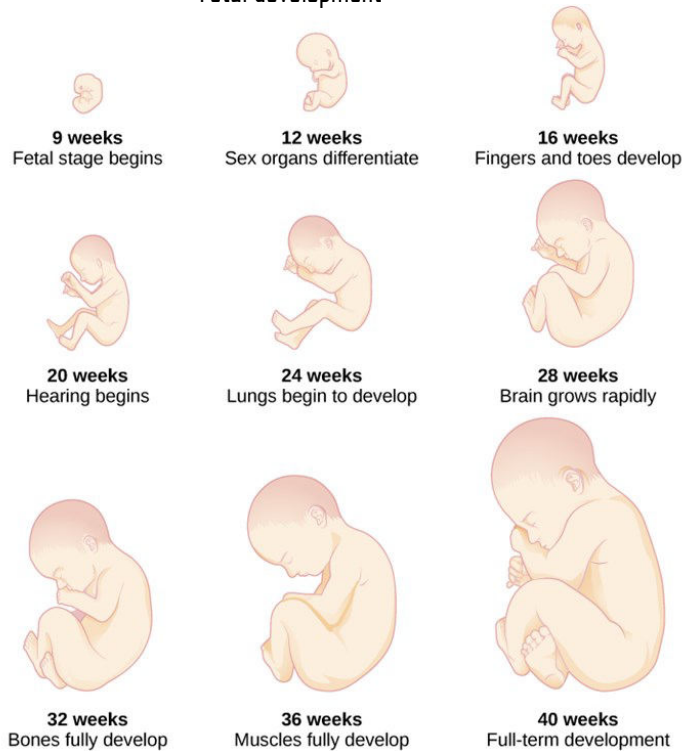 Fetal development
9 weeks
Fetal stage begins
12 weeks
Sex organs differentiate
16 weeks
Fingers and toes develop
20 weeks
Hearing begins
24 weeks
Lungs begin to develop
28 weeks
Brain grows rapidly
32 weeks
Bones fully develop
36 weeks
Muscles fully develop
40 weeks
Full-term development